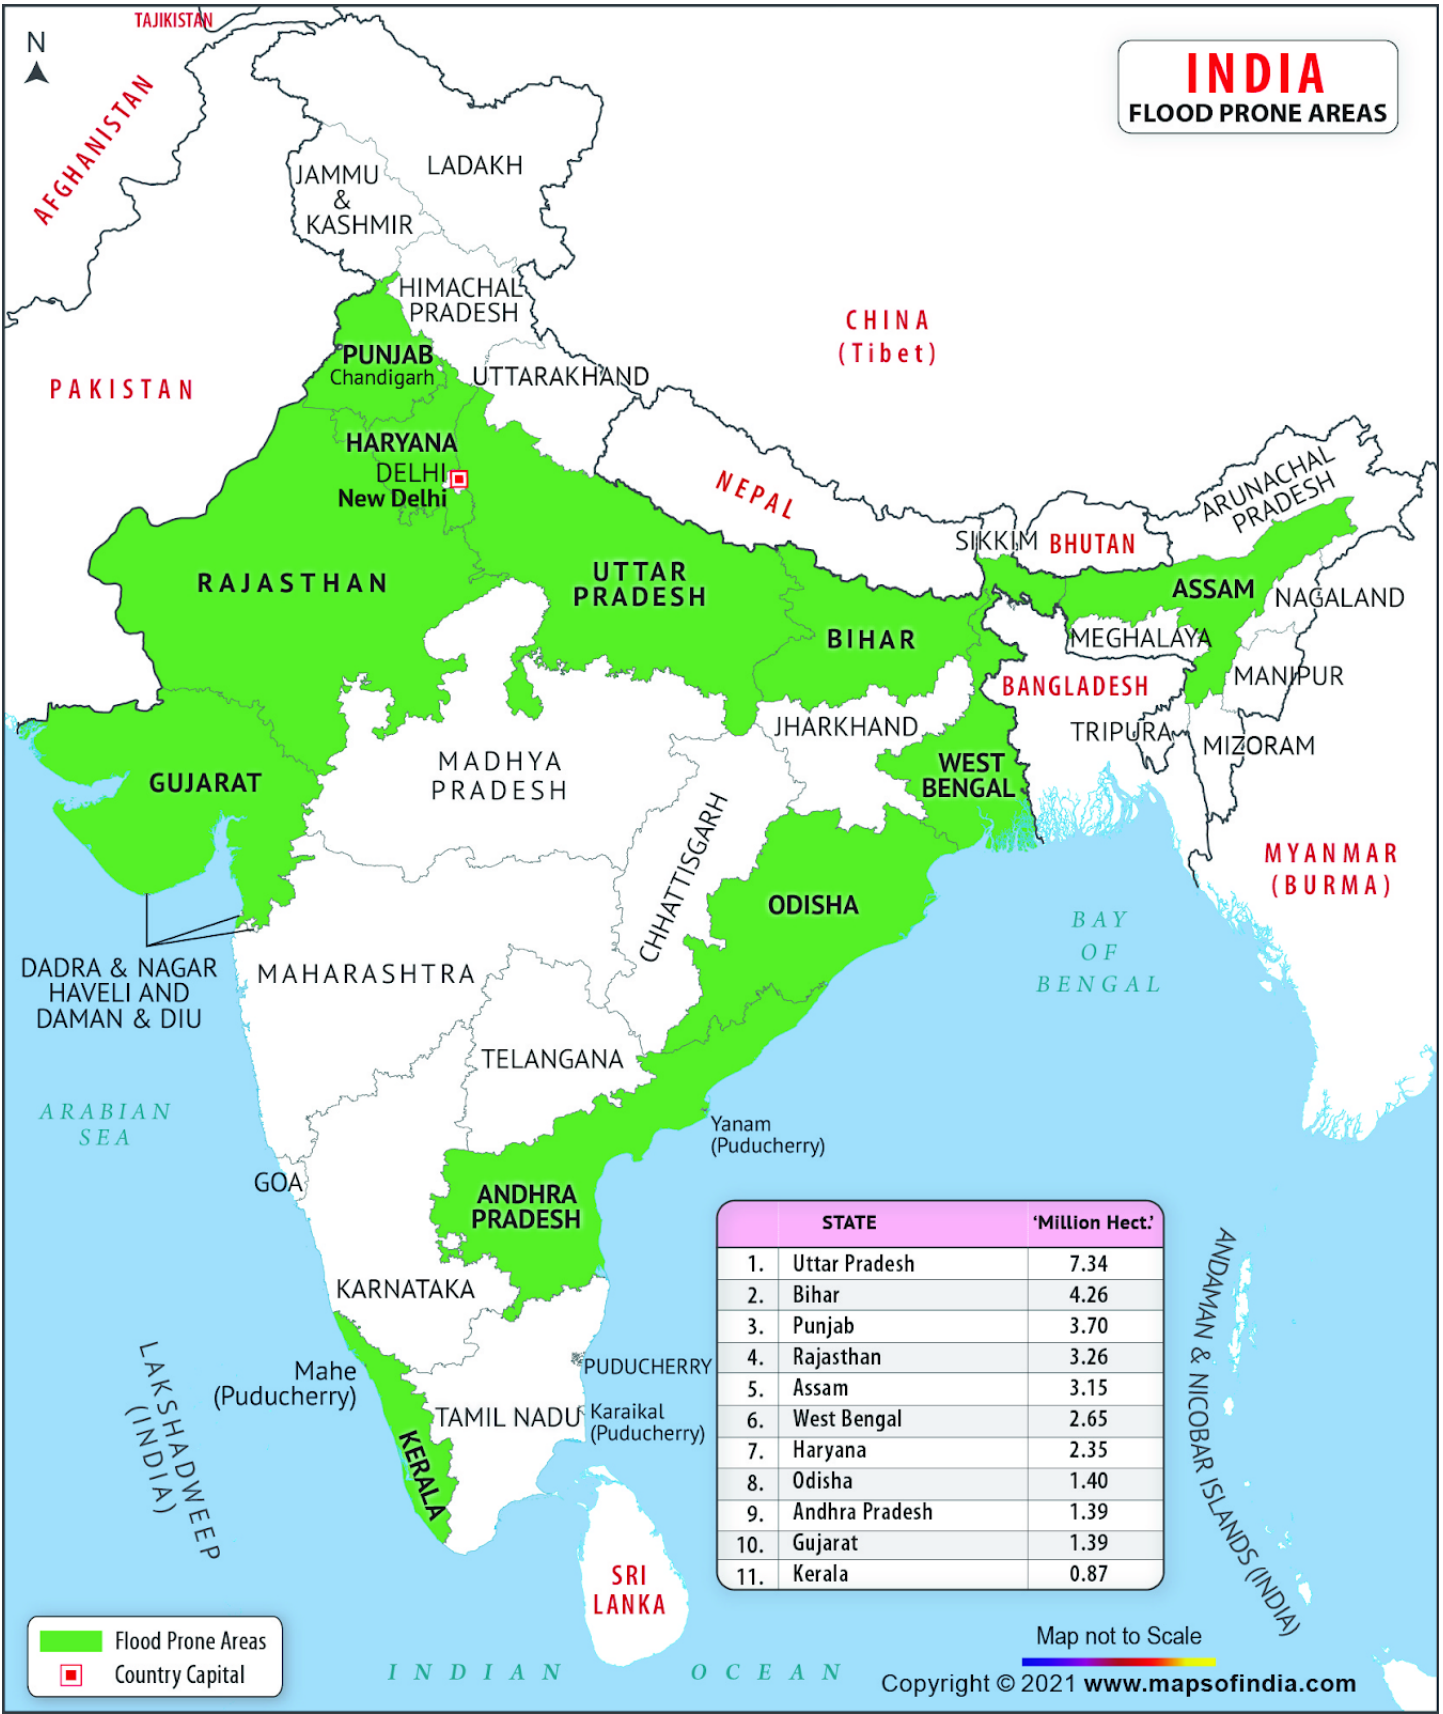 TAJIKISTAN
N
INDIA
FLOOD PRONE AREAS
AFGHANISTAN
JAMMU
&
KASHMIR
LADAKH
HIMACHAL
PRADESH
CHINA
(Tibet)
PAKISTAN
PUNJAB
Chandigarh
UTTARAKHAND
HARYANA
DELHI
New Delhi
NEPAL
ARUNACHAL
PRADESH
SIKKIM
BHUTAN
RAJASTHAN
UTTAR
PRADESH
ASSAM
NAGALAND
BIHAR
MEGHALAYA
MANIPUR
BANGLADESH
JHARKHAND
TRIPURA
MIZORAM
GUJARAT
MADHYA
PRADESH
WEST
BENGAL
CHHATTISGARH
MYANMAR
(BURMA)
ODISHA
BAY
OF
BENGAL
DADRA & NAGAR
HAVELI AND
DAMAN & DIU
MAHARASHTRA
TELANGANA
ARABIAN
SEA
Yanam
(Puducherry)
GOA
ANDHRA
PRADESH
KARNATAKA
Mahe
(Puducherry)
PUDUCHERRY
TAMIL NADU
Karaikal
(Puducherry)
KERALA
LAKSHADWEEP
(INDIA)
ANDAMAN & NICOBAR ISLANDS (INDIA)
SRI
LANKA
STATE 'Million Hect.'
1. Uttar Pradesh 7.34
2. Bihar 4.26
3. Punjab 3.70
4. Rajasthan 3.26
5. Assam 3.15
6. West Bengal 2.65
7. Haryana 2.35
8. Odisha 1.40
9. Andhra Pradesh 1.39
10. Gujarat 1.39
11. Kerala 0.87
Flood Prone Areas
Country Capital
INDIAN OCEAN
Map not to Scale
Copyright © 2021 www.mapsofindia.com